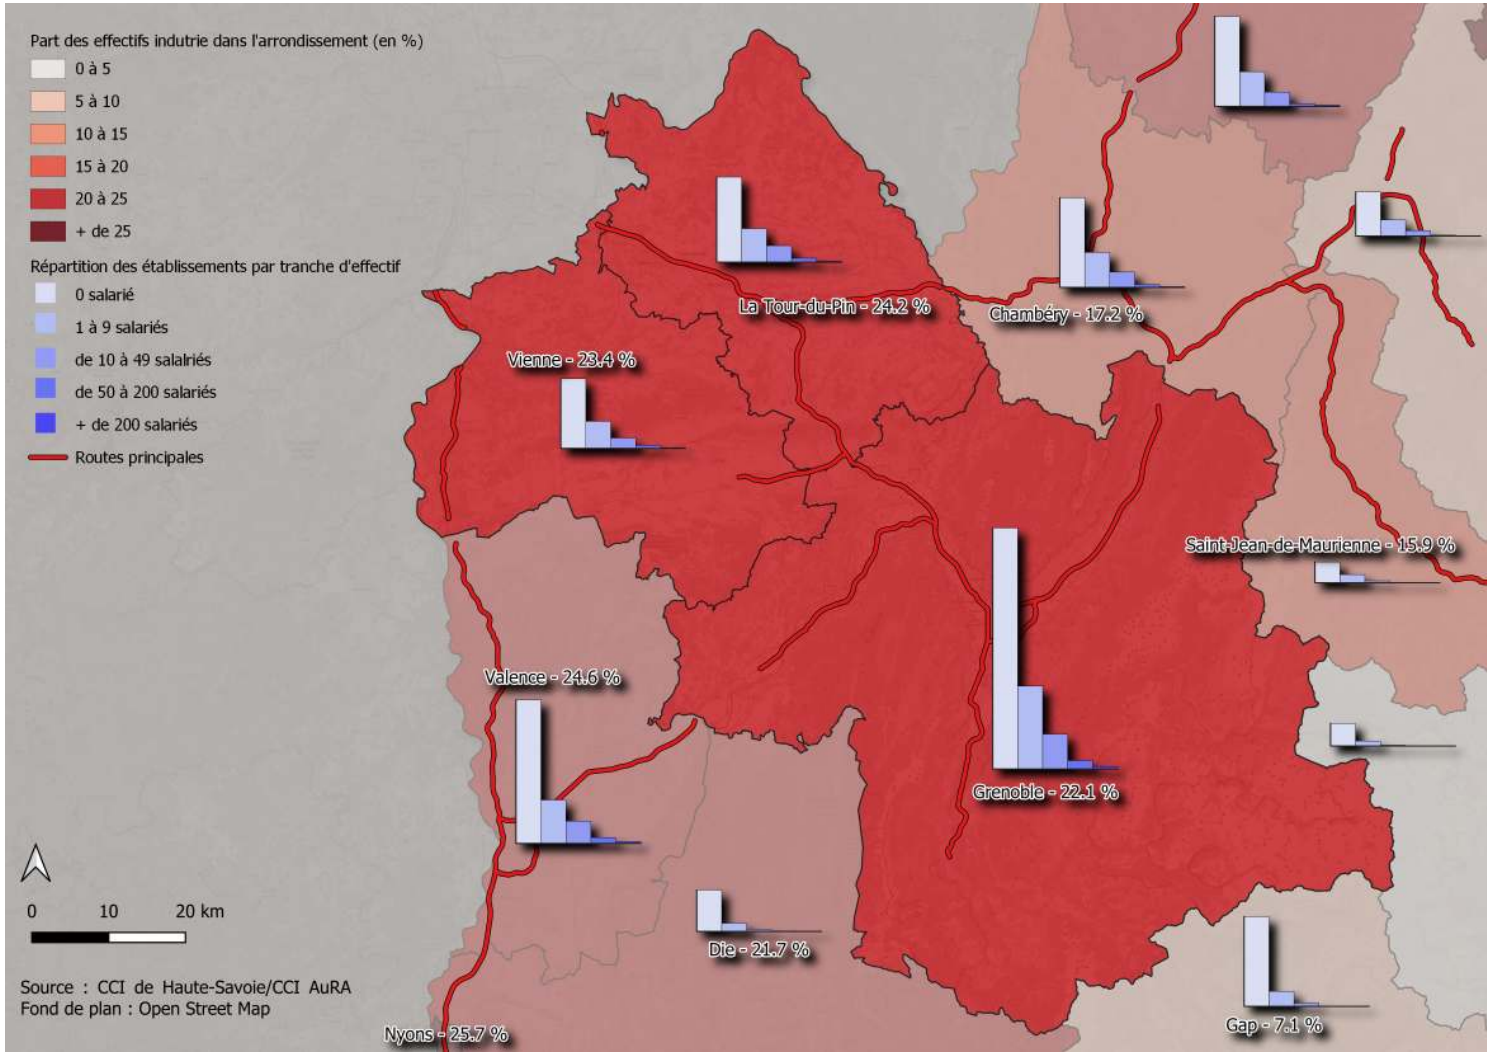 Part des effectifs indutrie dans l'arrondissement (en %)
0 à 5
5 à 10
10 à 15
15 à 20
20 à 25
+ de 25
Répartition des établissements par tranche d'effectif
0 salarié
1 à 9 salariés
de 10 à 49 salalriés
de 50 à 200 salariés
+ de 200 salariés
Routes principales
La Tour-du-Pin - 24.2 %
Chambéry - 17.2 %
Vienne - 23.4 %
Saint-Jean-de-Maurienne - 15.9 %
Valence - 24.6 %
Grenoble - 22.1 %
Die - 21.7 %
Gap - 7.1 %
Nyons - 25.7 %
0 10 20 km
Source : CCI de Haute-Savoie/CCI AuRA
Fond de plan : Open Street Map